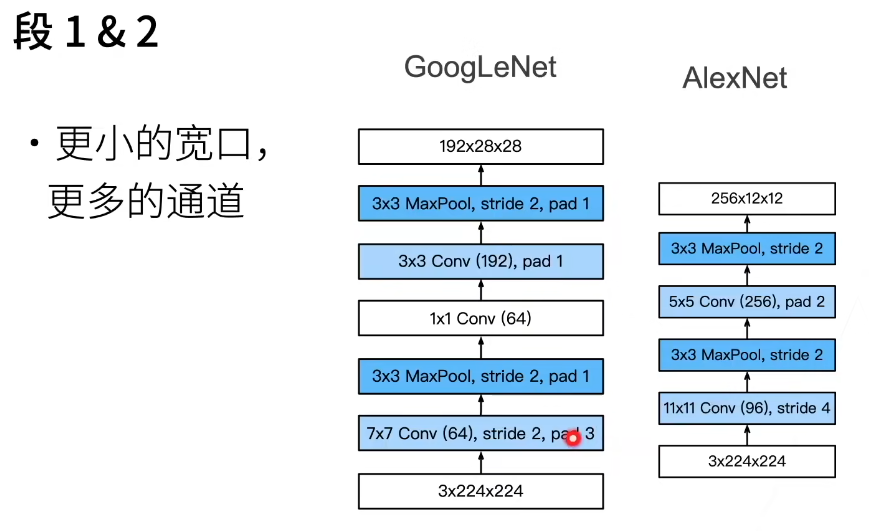 段 1 & 2
• 更小的宽口，
更多的通道
GoogLeNet
192x28x28
3x3 MaxPool, stride 2, pad 1
3x3 Conv (192), pad 1
1x1 Conv (64)
3x3 MaxPool, stride 2, pad 1
7x7 Conv (64), stride 2, pad 3
3x224x224
AlexNet
256x12x12
3x3 MaxPool, stride 2
5x5 Conv (256), pad 2
3x3 MaxPool, stride 2
11x11 Conv (96), stride 4
3x224x224